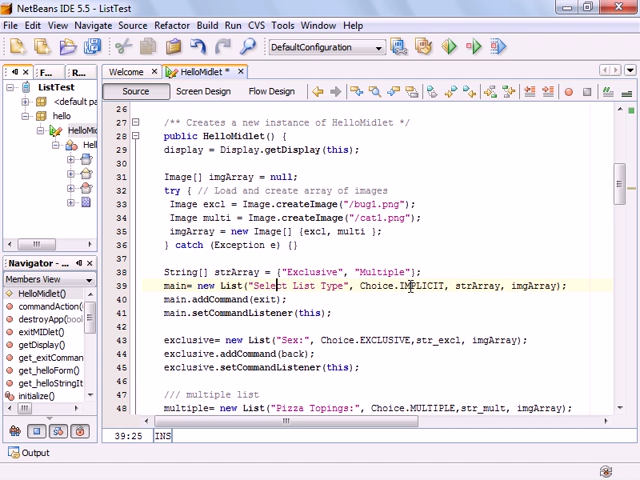 NetBeans IDE 5.5 - ListTest
File Edit View Navigate Source Refactor Build CVS Tools Window Help
DefaultConfiguration
F... R... Welcome HelloMidlet *
Source Screen Design Flow Design
ListTest
<default pa
hello
HelloMid
Hell
Navigator -
Members View
HelloMidlet()
commandAction(
destroyApp(boole
exitMIDlet()
getDisplay()
get_exitComman
get_helloForm()
get_helloStringIt
initialize()
26
27 /** Creates a new instance of HelloMidlet */
28 public HelloMidlet() {
29 display = Display.getDisplay(this);
30
31 Image[] imgArray = null;
32 try { // Load and create array of images
33 Image excl = Image.createImage("/bug1.png");
34 Image multi = Image.createImage("/cat1.png");
35 imgArray = new Image[] {excl, multi };
36 } catch (Exception e) {}
37
38 String[] strArray = {"Exclusive", "Multiple"};
39 main= new List("Select List Type", Choice.IMPLICIT, strArray, imgArray);
40 main.addCommand(exit);
41 main.setCommandListener(this);
42
43 exclusive= new List("Sex:", Choice.EXCLUSIVE,str_excl, imgArray);
44 exclusive.addCommand(back);
45 exclusive.setCommandListener(this);
46
47 /// multiple list
48 multiple= new List("Pizza Topings:", Choice.MULTIPLE,str_mult, imgArray);
39:25 INS
Output